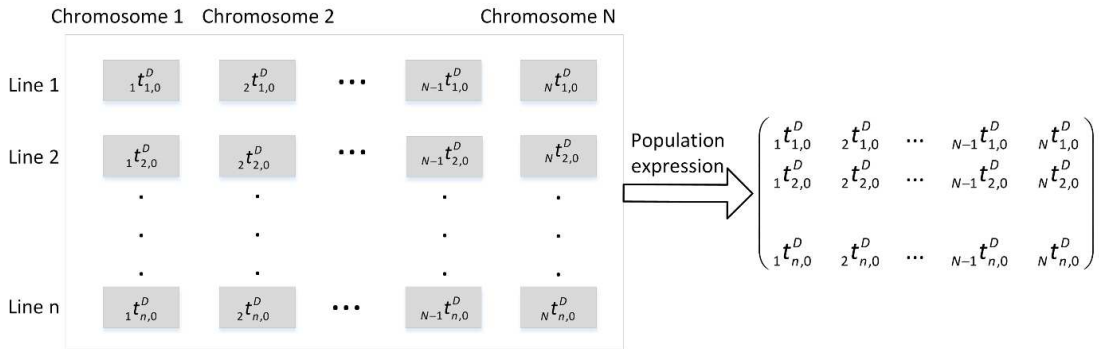 Chromosome 1 Chromosome 2 Chromosome N
Line 1 ₁t^D_{1,0} ₂t^D_{1,0} ••• _{N−1}t^D_{1,0} _Nt^D_{1,0}
Line 2 ₁t^D_{2,0} ₂t^D_{2,0} ••• _{N−1}t^D_{2,0} _Nt^D_{2,0}
. . . .
. . . .
. . . .
Line n ₁t^D_{n,0} ₂t^D_{n,0} ••• _{N−1}t^D_{n,0} _Nt^D_{n,0}
Population
expression
₁t^D_{1,0} ₂t^D_{1,0} ... _{N−1}t^D_{1,0} _Nt^D_{1,0}
₁t^D_{2,0} ₂t^D_{2,0} ... _{N−1}t^D_{2,0} _Nt^D_{2,0}
₁t^D_{n,0} ₂t^D_{n,0} ... _{N−1}t^D_{n,0} _Nt^D_{n,0}